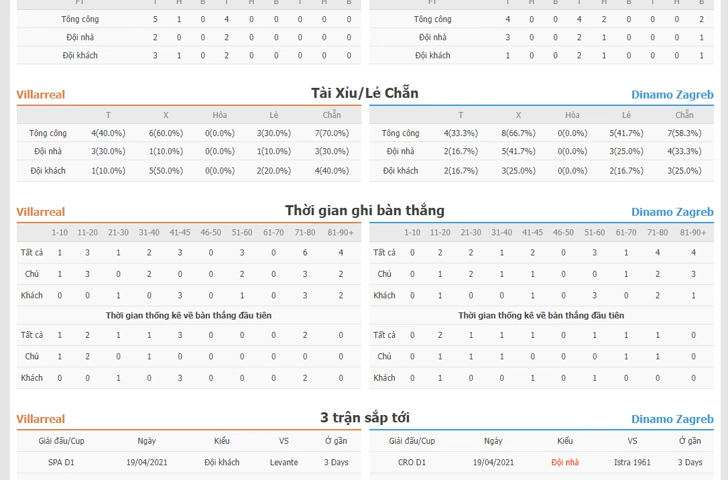 FT T H B T H B T H B FT T H B T H B T H B
Tổng cộng 5 1 0 4 0 0 0 0 0 Tổng cộng 4 0 0 4 2 0 0 0 2
Đội nhà 2 0 0 2 0 0 0 0 0 Đội nhà 3 0 0 2 1 0 0 0 1
Đội khách 3 1 0 2 0 0 0 0 0 Đội khách 1 0 0 2 1 0 0 0 1
Villarreal Tài Xiu/Lẻ Chẵn Dinamo Zagreb
T X Hòa Lẻ Chẵn T X Hòa Lẻ Chẵn
Tổng cộng 4(40.0%) 6(60.0%) 0(0.0%) 3(30.0%) 7(70.0%) Tổng cộng 4(33.3%) 8(66.7%) 0(0.0%) 5(41.7%) 7(58.3%)
Đội nhà 3(30.0%) 1(10.0%) 0(0.0%) 1(10.0%) 3(30.0%) Đội nhà 2(16.7%) 5(41.7%) 0(0.0%) 3(25.0%) 4(33.3%)
Đội khách 1(10.0%) 5(50.0%) 0(0.0%) 2(20.0%) 4(40.0%) Đội khách 2(16.7%) 3(25.0%) 0(0.0%) 2(16.7%) 3(25.0%)
Villarreal Thời gian ghi bàn thắng Dinamo Zagreb
1-10 11-20 21-30 31-40 41-45 46-50 51-60 61-70 71-80 81-90+ 1-10 11-20 21-30 31-40 41-45 46-50 51-60 61-70 71-80 81-90+
Tất cả 1 3 1 2 3 0 3 0 6 4 Tất cả 0 2 2 1 2 0 3 1 4 4
Chủ 1 3 0 2 0 0 2 0 3 2 Chủ 0 1 2 1 1 0 0 1 2 3
Khách 0 0 1 0 3 0 1 0 3 2 Khách 0 1 0 0 1 0 3 0 2 1
Thời gian thống kê về bàn thắng đầu tiên Thời gian thống kê về bàn thắng đầu tiên
Tất cả 1 2 1 1 3 0 0 0 2 0 Tất cả 0 2 1 1 1 0 1 1 1 0
Chủ 1 2 0 1 0 0 0 0 0 0 Chủ 0 1 1 1 0 0 0 1 1 0
Khách 0 0 1 0 3 0 0 0 2 0 Khách 0 1 0 0 1 0 1 0 0 0
Villarreal 3 trận sắp tới Dinamo Zagreb
Giải đấu/Cup Ngày Kiểu VS Ở gần Giải đấu/Cup Ngày Kiểu VS Ở gần
SPA D1 19/04/2021 Đội khách Levante 3 Days CRO D1 19/04/2021 Đội nhà Istra 1961 3 Days